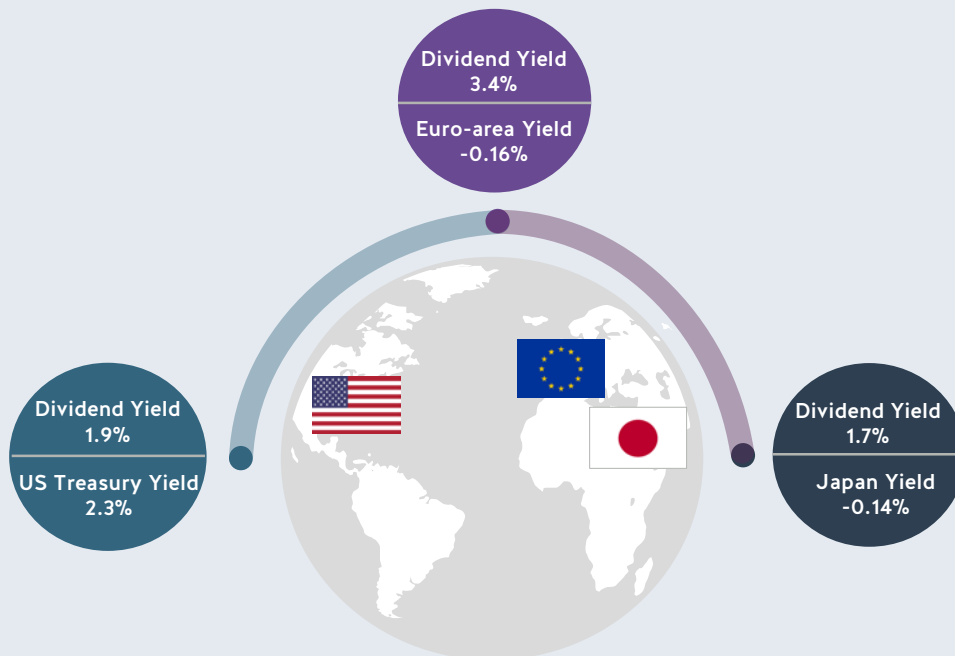 Dividend Yield
3.4%
Euro-area Yield
-0.16%
Dividend Yield
1.9%
US Treasury Yield
2.3%
Dividend Yield
1.7%
Japan Yield
-0.14%